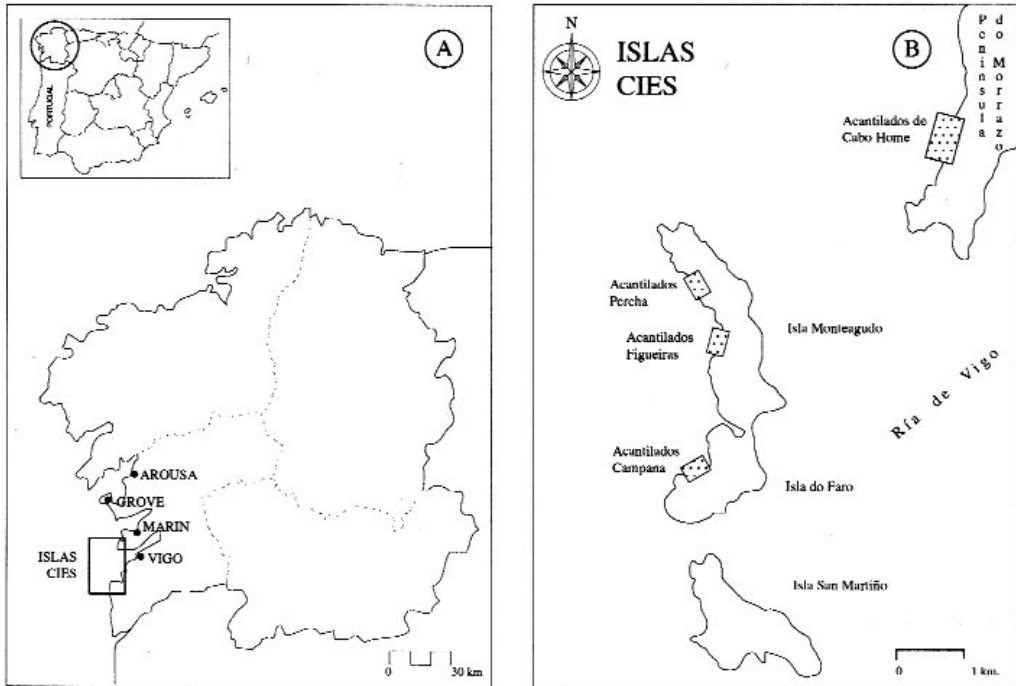 A
PORTUGAL
AROUSA
GROVE
MARIN
VIGO
ISLAS
CIES
0 30 km
B
N
ISLAS
CIES
Peninsula
do Morrazo
Acantilados de
Cabo Home
Acantilados
Percha
Acantilados
Figueiras
Isla Monteagudo
Ría de Vigo
Acantilados
Campana
Isla do Faro
Isla San Martiño
0 1 km.